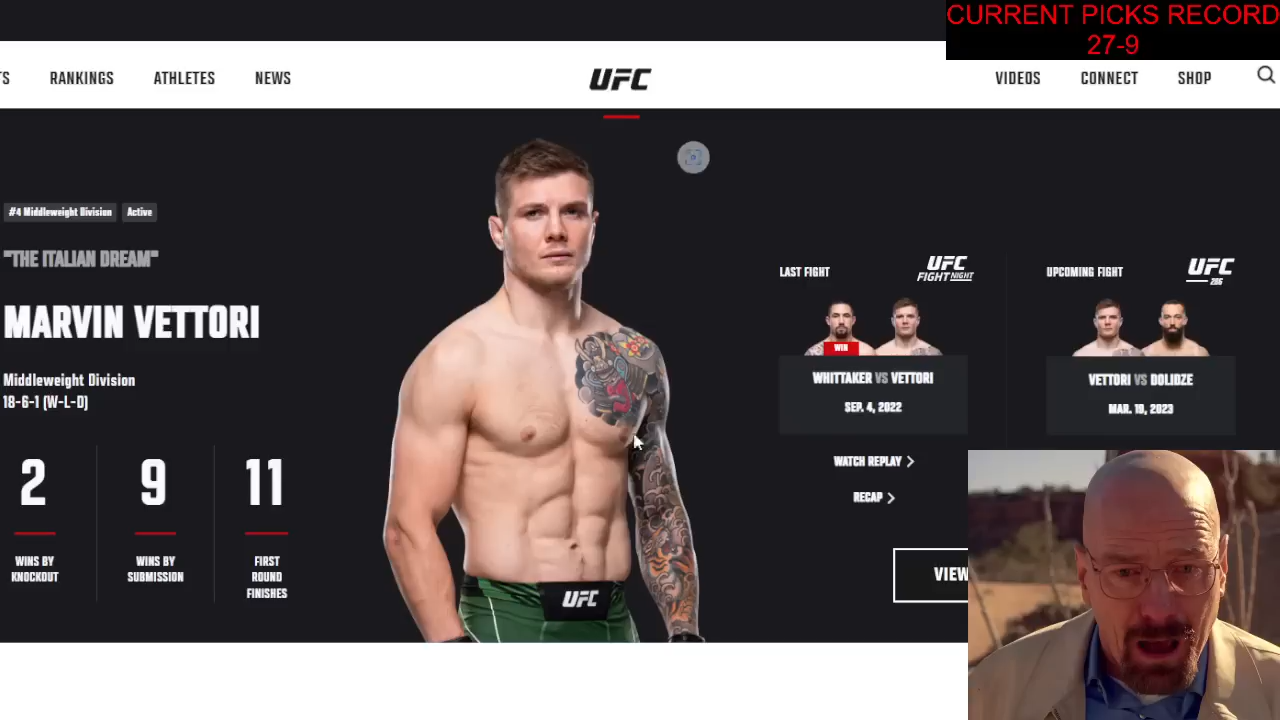 CURRENT PICKS RECORD
27-9
TS RANKINGS ATHLETES NEWS UFC VIDEOS CONNECT SHOP
#4 Middleweight Division Active
"THE ITALIAN DREAM"
MARVIN VETTORI
Middleweight Division
18-6-1 (W-L-D)
2 9 11
WINS BY KNOCKOUT
WINS BY SUBMISSION
FIRST ROUND FINISHES
LAST FIGHT
UFC
FIGHT NIGHT
WIN
WHITTAKER VS VETTORI
SEP. 4, 2022
WATCH REPLAY
RECAP
UPCOMING FIGHT
UFC
286
VETTORI VS DOLIDZE
MAR. 19, 2023
VIEW
UFC